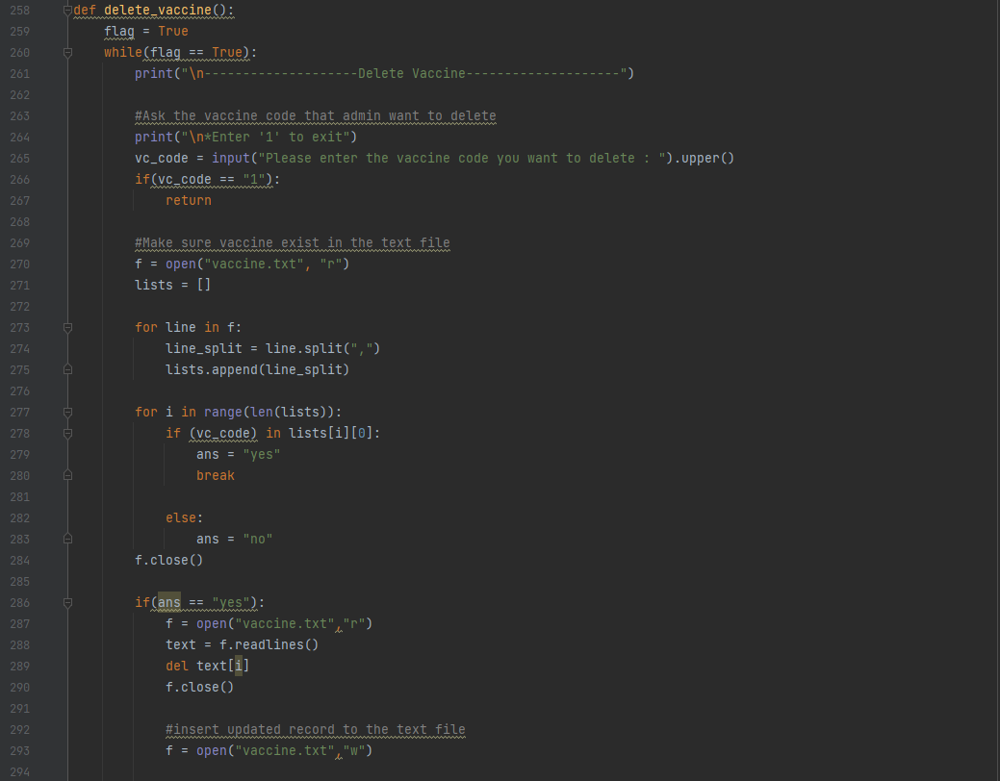 258 def delete_vaccine():
259     flag = True
260     while(flag == True):
261         print("\n--------------------Delete Vaccine--------------------")
262
263         #Ask the vaccine code that admin want to delete
264         print("\n*Enter '1' to exit")
265         vc_code = input("Please enter the vaccine code you want to delete : ").upper()
266         if(vc_code == "1"):
267             return
268
269         #Make sure vaccine exist in the text file
270         f = open("vaccine.txt", "r")
271         lists = []
272
273         for line in f:
274             line_split = line.split(",")
275             lists.append(line_split)
276
277         for i in range(len(lists)):
278             if (vc_code) in lists[i][0]:
279                 ans = "yes"
280                 break
281
282             else:
283                 ans = "no"
284         f.close()
285
286         if(ans == "yes"):
287             f = open("vaccine.txt","r")
288             text = f.readlines()
289             del text[i]
290             f.close()
291
292             #insert updated record to the text file
293             f = open("vaccine.txt","w")
294